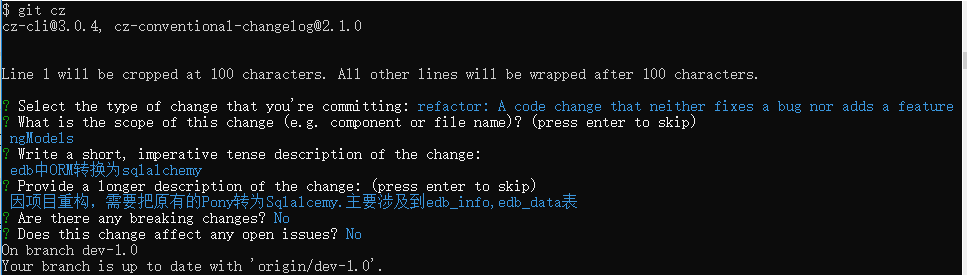 $ git cz
cz-cli@3.0.4, cz-conventional-changelog@2.1.0
Line 1 will be cropped at 100 characters. All other lines will be wrapped after 100 characters.
? Select the type of change that you're committing: refactor: A code change that neither fixes a bug nor adds a feature
? What is the scope of this change (e.g. component or file name)? (press enter to skip)
ngModels
? Write a short, imperative tense description of the change:
edb中ORM转换为sqlalchemy
? Provide a longer description of the change: (press enter to skip)
因项目重构，需要把原有的Pony转为Sqlalcemy.主要涉及到edb_info,edb_data表
? Are there any breaking changes? No
? Does this change affect any open issues? No
On branch dev-1.0
Your branch is up to date with 'origin/dev-1.0'.